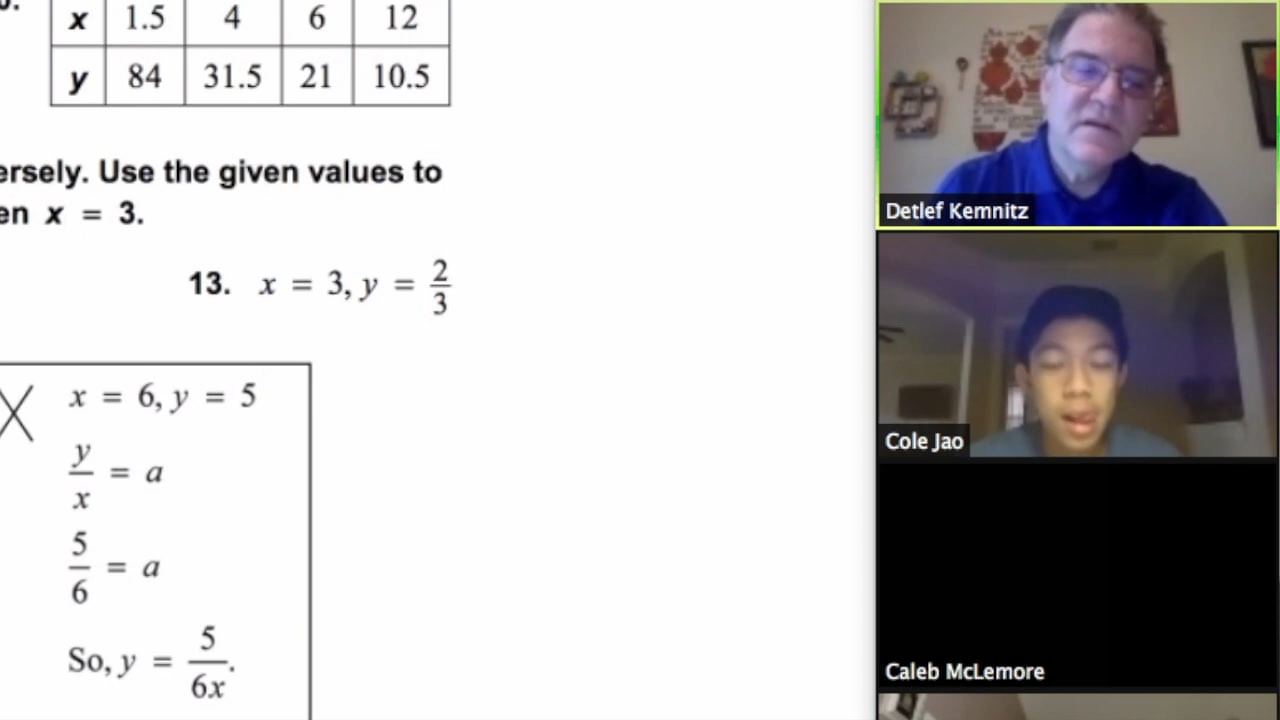 x 1.5 4 6 12
y 84 31.5 21 10.5
ersely. Use the given values to
en x = 3.
13. x = 3, y = 2/3
x = 6, y = 5
y/x = a
5/6 = a
So, y = 5/6x.
Detlef Kemnitz
Cole Jao
Caleb McLemore